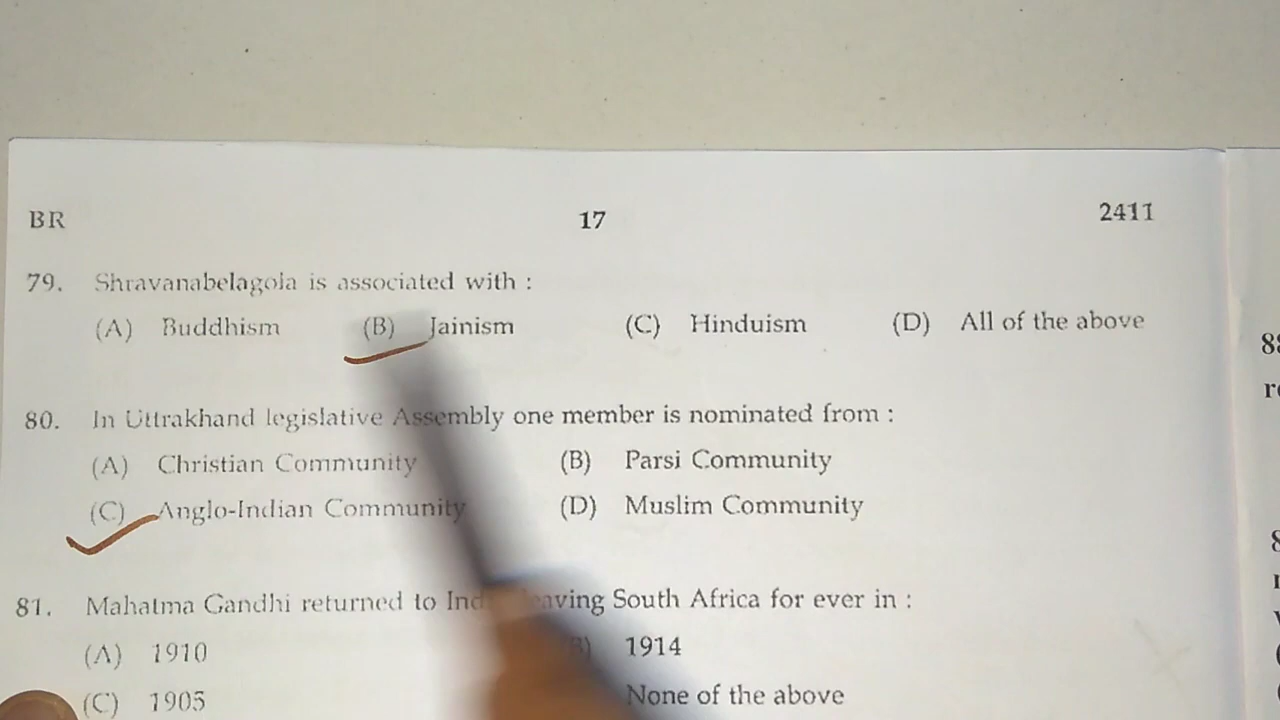 BR 17 2411
79. Shravanabelagola is associated with :
(A) Buddhism (B) Jainism (C) Hinduism (D) All of the above
80. In Uttrakhand legislative Assembly one member is nominated from :
(A) Christian Community (B) Parsi Community
(C) Anglo-Indian Community (D) Muslim Community
81. Mahatma Gandhi returned to South Africa for ever in :
(A) 1910 1914
(C) 1905 None of the above